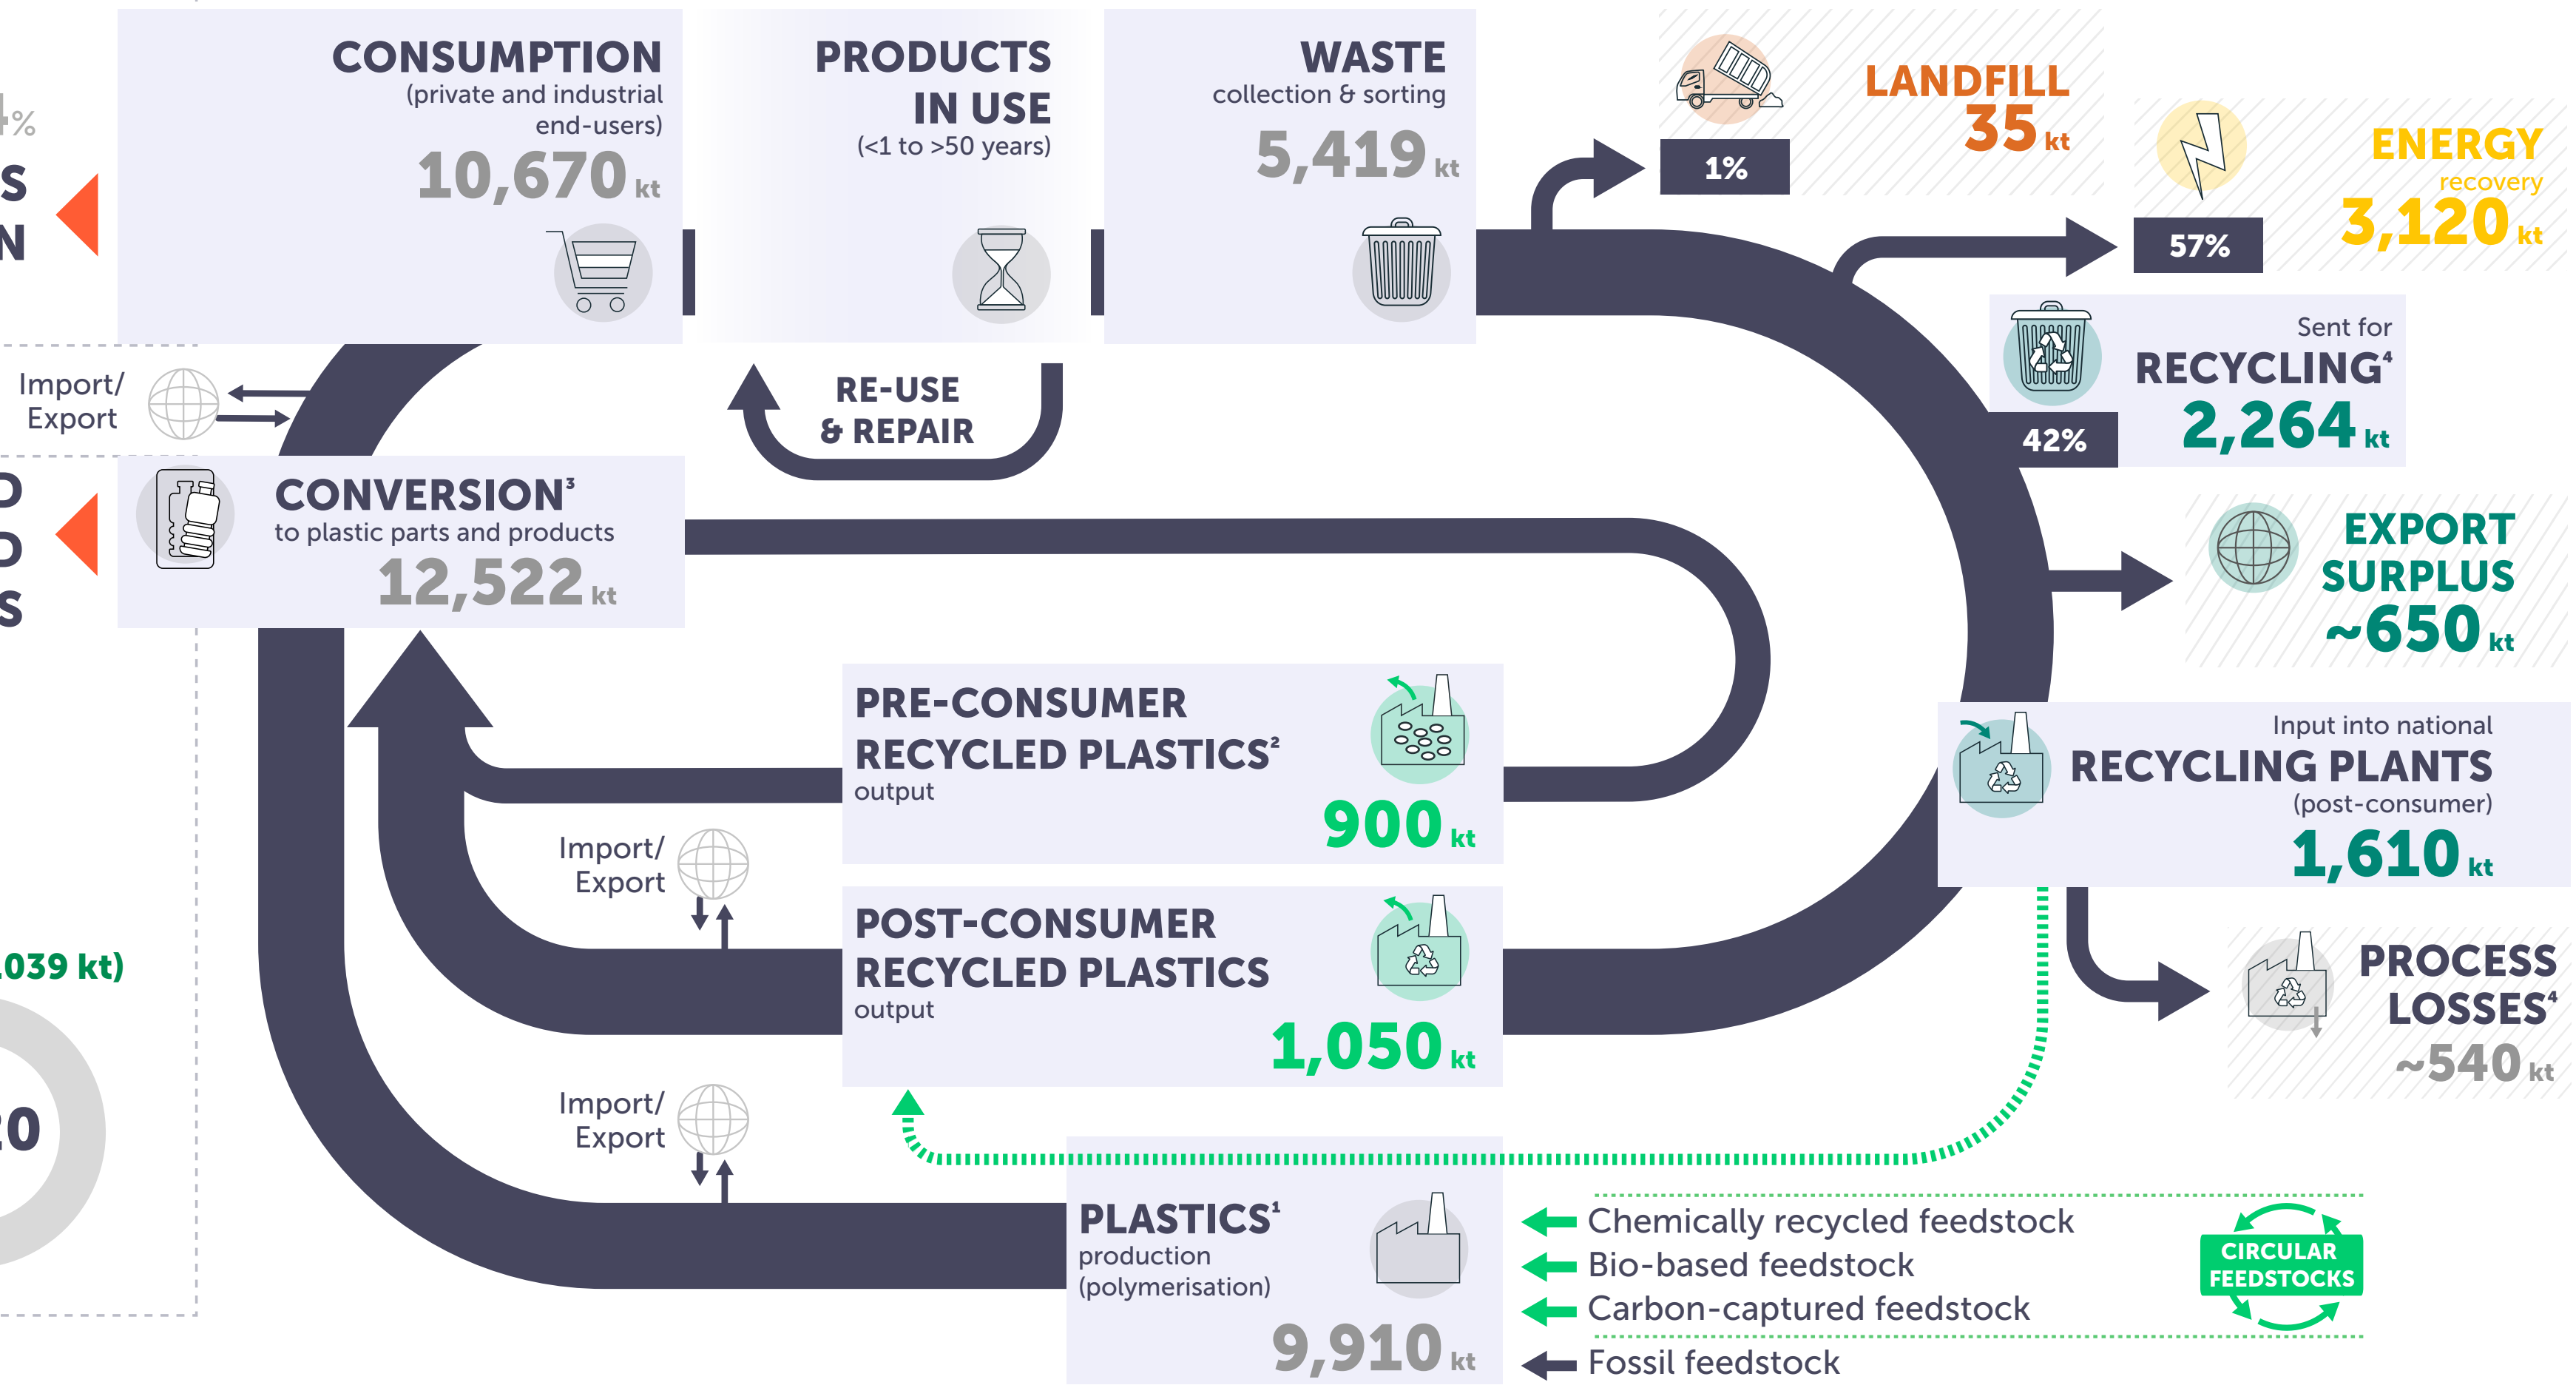 CONSUMPTION
(private and industrial
end-users)
10,670 kt
PRODUCTS
IN USE
(<1 to >50 years)
WASTE
collection & sorting
5,419 kt
LANDFILL
35 kt
1%
ENERGY
recovery
3,120 kt
57%
Sent for
RECYCLING⁴
2,264 kt
42%
%
S
N
Import/
Export
RE-USE
& REPAIR
D
D
S
CONVERSION³
to plastic parts and products
12,522 kt
EXPORT
SURPLUS
~650 kt
PRE-CONSUMER
RECYCLED PLASTICS²
output
900 kt
Input into national
RECYCLING PLANTS
(post-consumer)
1,610 kt
Import/
Export
POST-CONSUMER
RECYCLED PLASTICS
output
1,050 kt
PROCESS
LOSSES⁴
~540 kt
039 kt)
0
Import/
Export
PLASTICS¹
production
(polymerisation)
9,910 kt
Chemically recycled feedstock
Bio-based feedstock
Carbon-captured feedstock
Fossil feedstock
CIRCULAR
FEEDSTOCKS